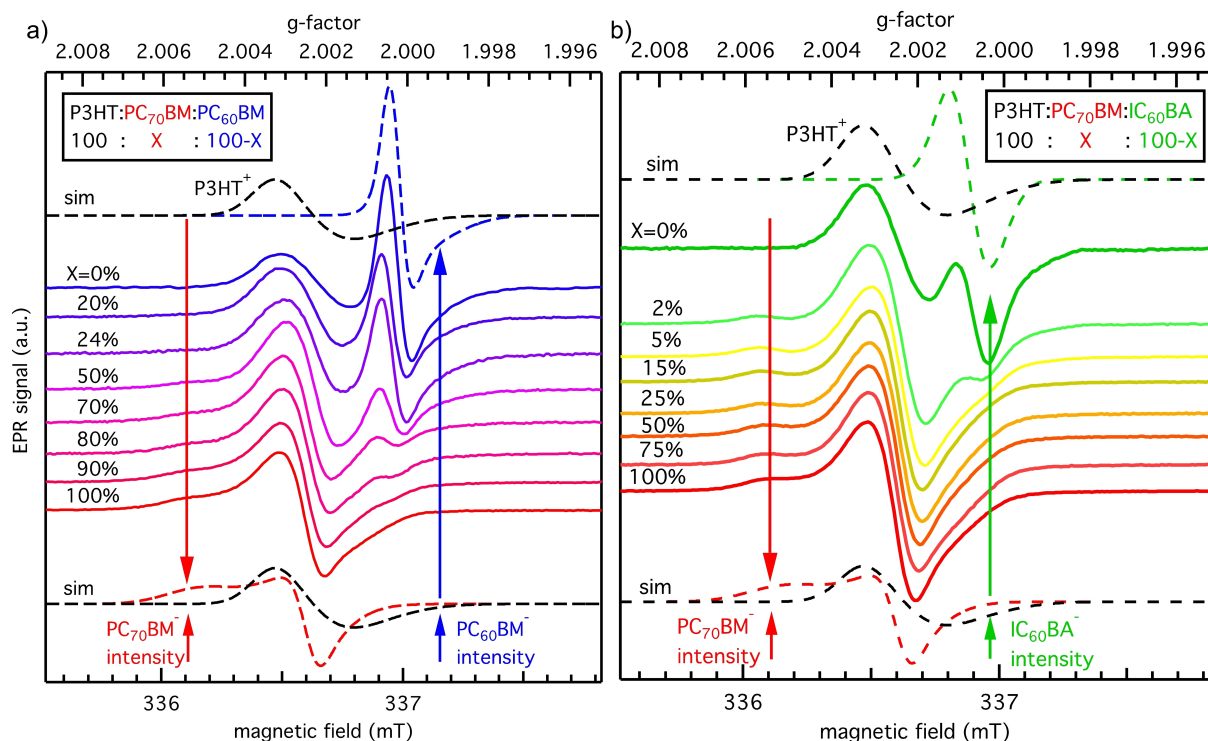 a)
g-factor
2.008 2.006 2.003 2.002 2.000 1.998 1.996
P3HT:PC70BM:PC60BM
100 : X : 100-X
sim
P3HT+
X=0%
20%
24%
50%
70%
80%
90%
100%
sim
PC70BM-
intensity
PC60BM-
intensity
336 337
magnetic field (mT)
EPR signal (a.u.)
b)
g-factor
2.008 2.006 2.003 2.002 2.000 1.998 1.996
P3HT:PC70BM:IC60BA
100 : X : 100-X
sim
P3HT+
X=0%
2%
5%
15%
25%
50%
75%
100%
sim
PC70BM-
intensity
IC60BA-
intensity
336 337
magnetic field (mT)